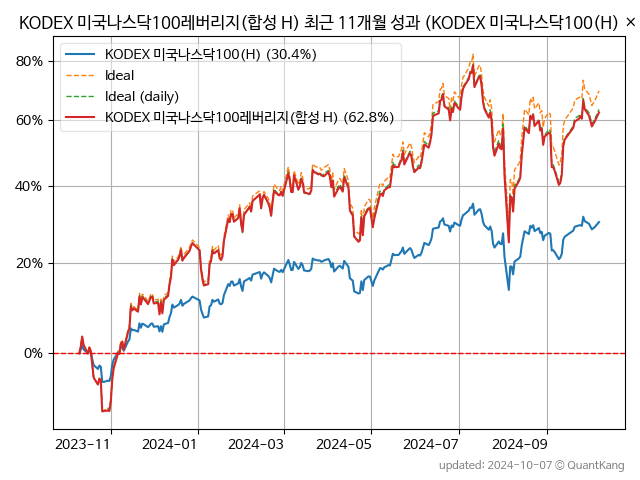 KODEX 미국나스닥100레버리지(합성 H) 최근 11개월 성과 (KODEX 미국나스닥100(H) ×
KODEX 미국나스닥100(H) (30.4%)
Ideal
Ideal (daily)
KODEX 미국나스닥100레버리지(합성 H) (62.8%)
80%
60%
40%
20%
0%
2023-11
2024-01
2024-03
2024-05
2024-07
2024-09
updated: 2024-10-07 © QuantKang